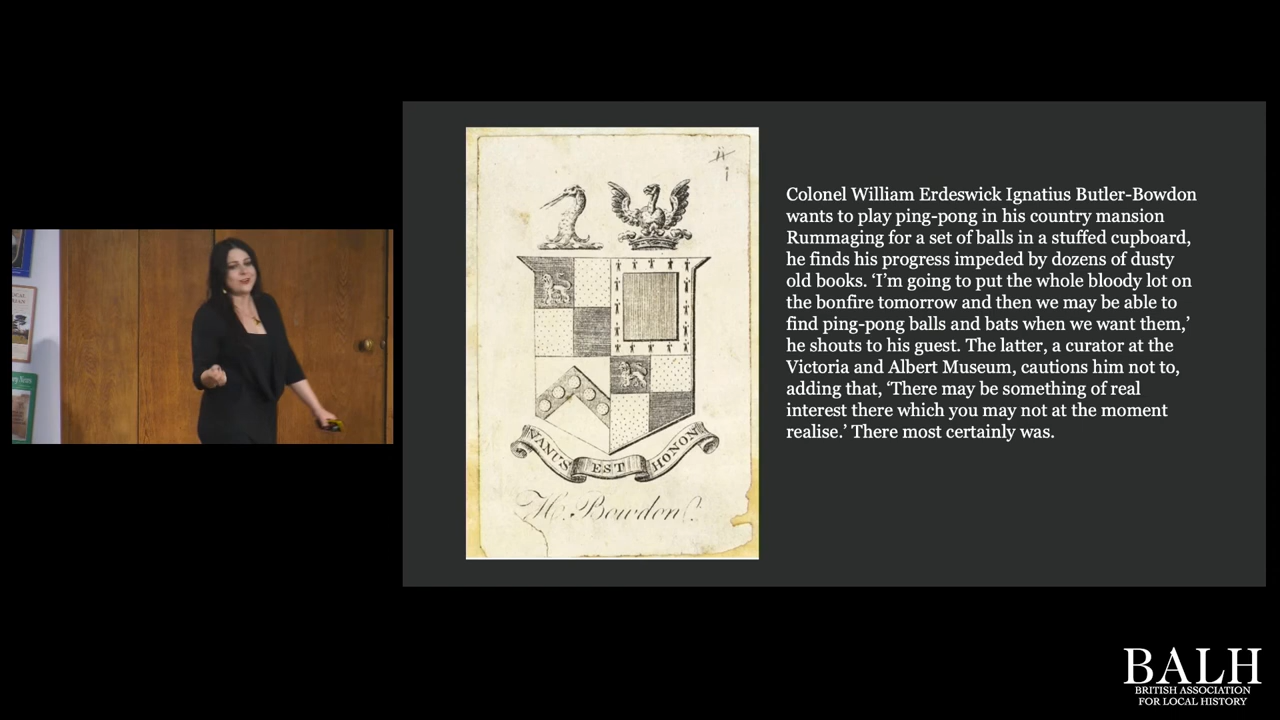 Colonel William Erdeswick Ignatius Butler-Bowdon
wants to play ping-pong in his country mansion
Rummaging for a set of balls in a stuffed cupboard,
he finds his progress impeded by dozens of dusty
old books. ‘I’m going to put the whole bloody lot on
the bonfire tomorrow and then we may be able to
find ping-pong balls and bats when we want them,’
he shouts to his guest. The latter, a curator at the
Victoria and Albert Museum, cautions him not to,
adding that, ‘There may be something of real
interest there which you may not at the moment
realise.’ There most certainly was.
VANUS EST HONON
H. Bowdon
BALH
BRITISH ASSOCIATION
FOR LOCAL HISTORY